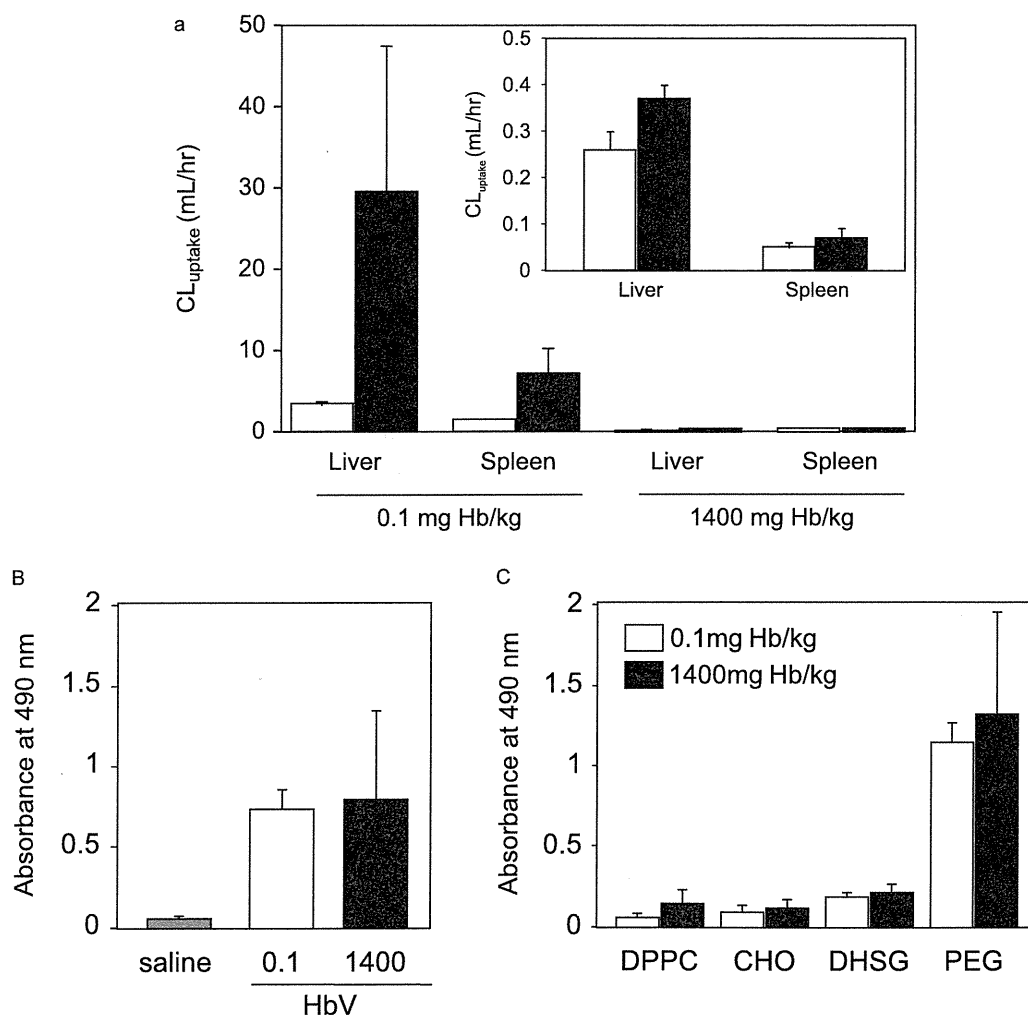 a
50
40
30
20
10
0
CLuptake (mL/hr)
0.5
0.4
0.3
0.2
0.1
0
CLuptake (mL/hr)
Liver Spleen
Liver Spleen Liver Spleen
0.1 mg Hb/kg 1400 mg Hb/kg
B
2
1.5
1
0.5
0
Absorbance at 490 nm
saline 0.1 1400
HbV
C
2
1.5
1
0.5
0
Absorbance at 490 nm
0.1mg Hb/kg
1400mg Hb/kg
DPPC CHO DHSG PEG